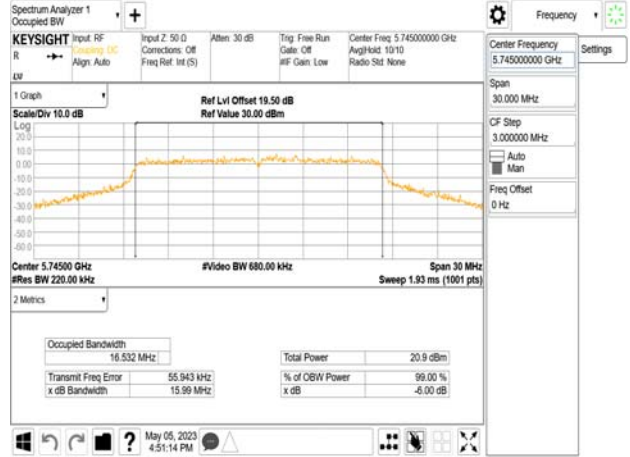 Spectrum Analyzer 1
Occupied BW
Frequency
KEYSIGHT
Input: RF
Coupling: DC
Align: Auto
Input Z: 50 Ω
Corrections: Off
Freq Ref: Int (S)
Atten: 30 dB
Trig: Free Run
Gate: Off
#IF Gain: Low
Center Freq: 5.745000000 GHz
Avg|Hold: 10/10
Radio Std: None
R
Center Frequency
5.745000000 GHz
Settings
Span
30.000 MHz
CF Step
3.000000 MHz
Auto
Man
Freq Offset
0 Hz
1 Graph
Scale/Div 10.0 dB
Ref Lvl Offset 19.50 dB
Ref Value 30.00 dBm
Log
20.0
10.0
0.00
-10.0
-20.0
-30.0
-40.0
-50.0
-60.0
Center 5.74500 GHz
#Res BW 220.00 kHz
#Video BW 680.00 kHz
Span 30 MHz
Sweep 1.93 ms (1001 pts)
2 Metrics
Occupied Bandwidth
16.532 MHz
Total Power 20.9 dBm
Transmit Freq Error 55.943 kHz
% of OBW Power 99.00 %
x dB Bandwidth 15.99 MHz
x dB -6.00 dB
?
May 05, 2023
4:51:14 PM